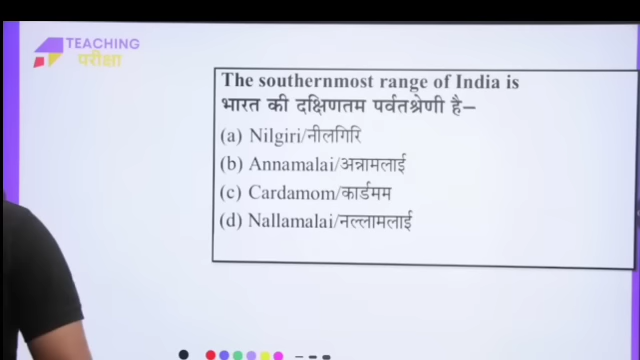 TEACHING
परीक्षा
The southernmost range of India is
भारत की दक्षिणतम पर्वतश्रेणी है–
(a) Nilgiri/नीलगिरि
(b) Annamalai/अन्नामलाई
(c) Cardamom/कार्डमम
(d) Nallamalai/नल्लामलाई